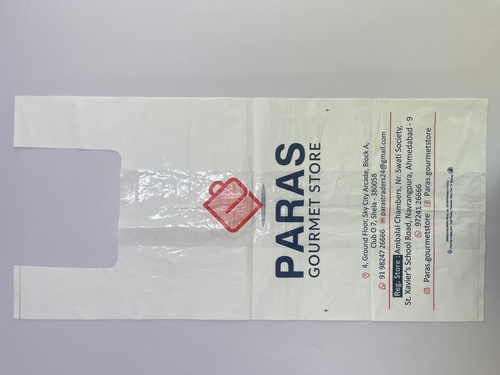 PARAS
GOURMET STORE
4, Ground Floor, Sky City Arcade, Block A,
Club O 7, Shela - 380058
91 98247 26666 parastraders24@gmail.com
Reg. Store : Ambalal Chambers, Nr. Swati Society,
St. Xavier's School Road, Navrangpura, Ahmedabad - 9
97241 26666
Paras.gourmetstore Paras.gourmetstore